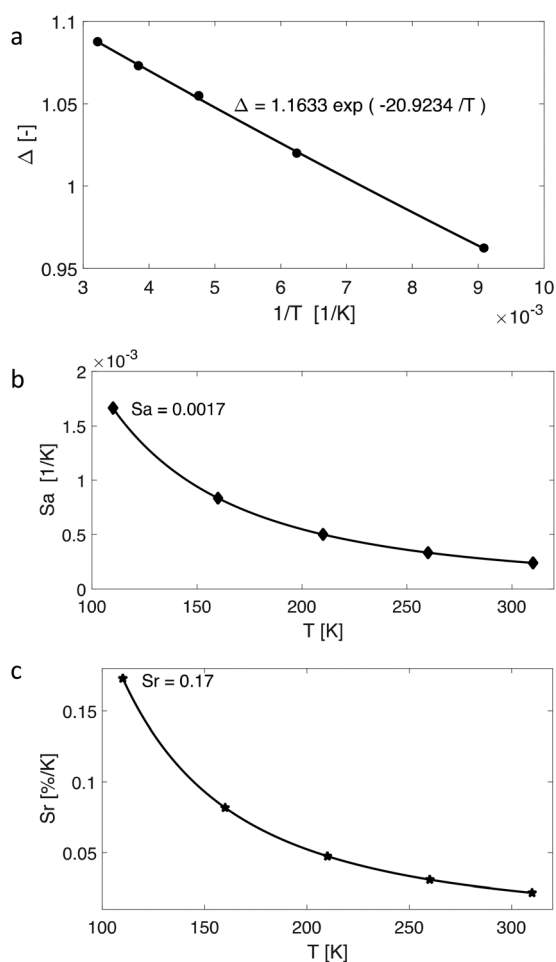 a
1.1
1.05
1
0.95
Δ [-]
Δ = 1.1633 exp ( -20.9234 /T )
3 4 5 6 7 8 9 10
1/T [1/K]
×10⁻³
b
×10⁻³
2
1.5
1
0.5
0
Sa [1/K]
Sa = 0.0017
100 150 200 250 300
T [K]
c
0.15
0.1
0.05
Sr [%/K]
Sr = 0.17
100 150 200 250 300
T [K]